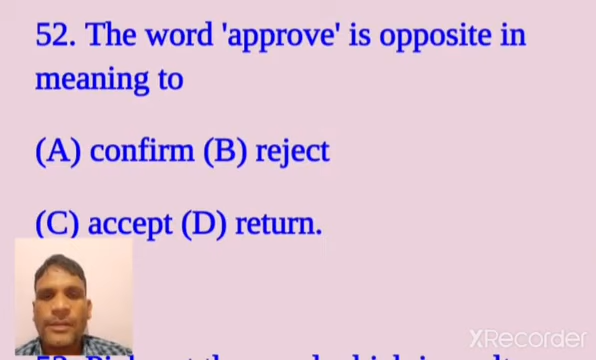 52. The word 'approve' is opposite in
meaning to
(A) confirm (B) reject
(C) accept (D) return.
XRecorder